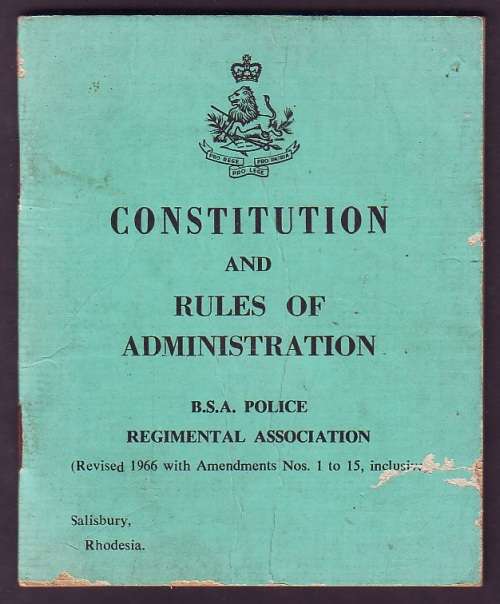 PRO REGE PRO PATRIA
PRO LEGE
CONSTITUTION
AND
RULES OF
ADMINISTRATION
B.S.A. POLICE
REGIMENTAL ASSOCIATION
(Revised 1966 with Amendments Nos. 1 to 15,
Salisbury,
Rhodesia.